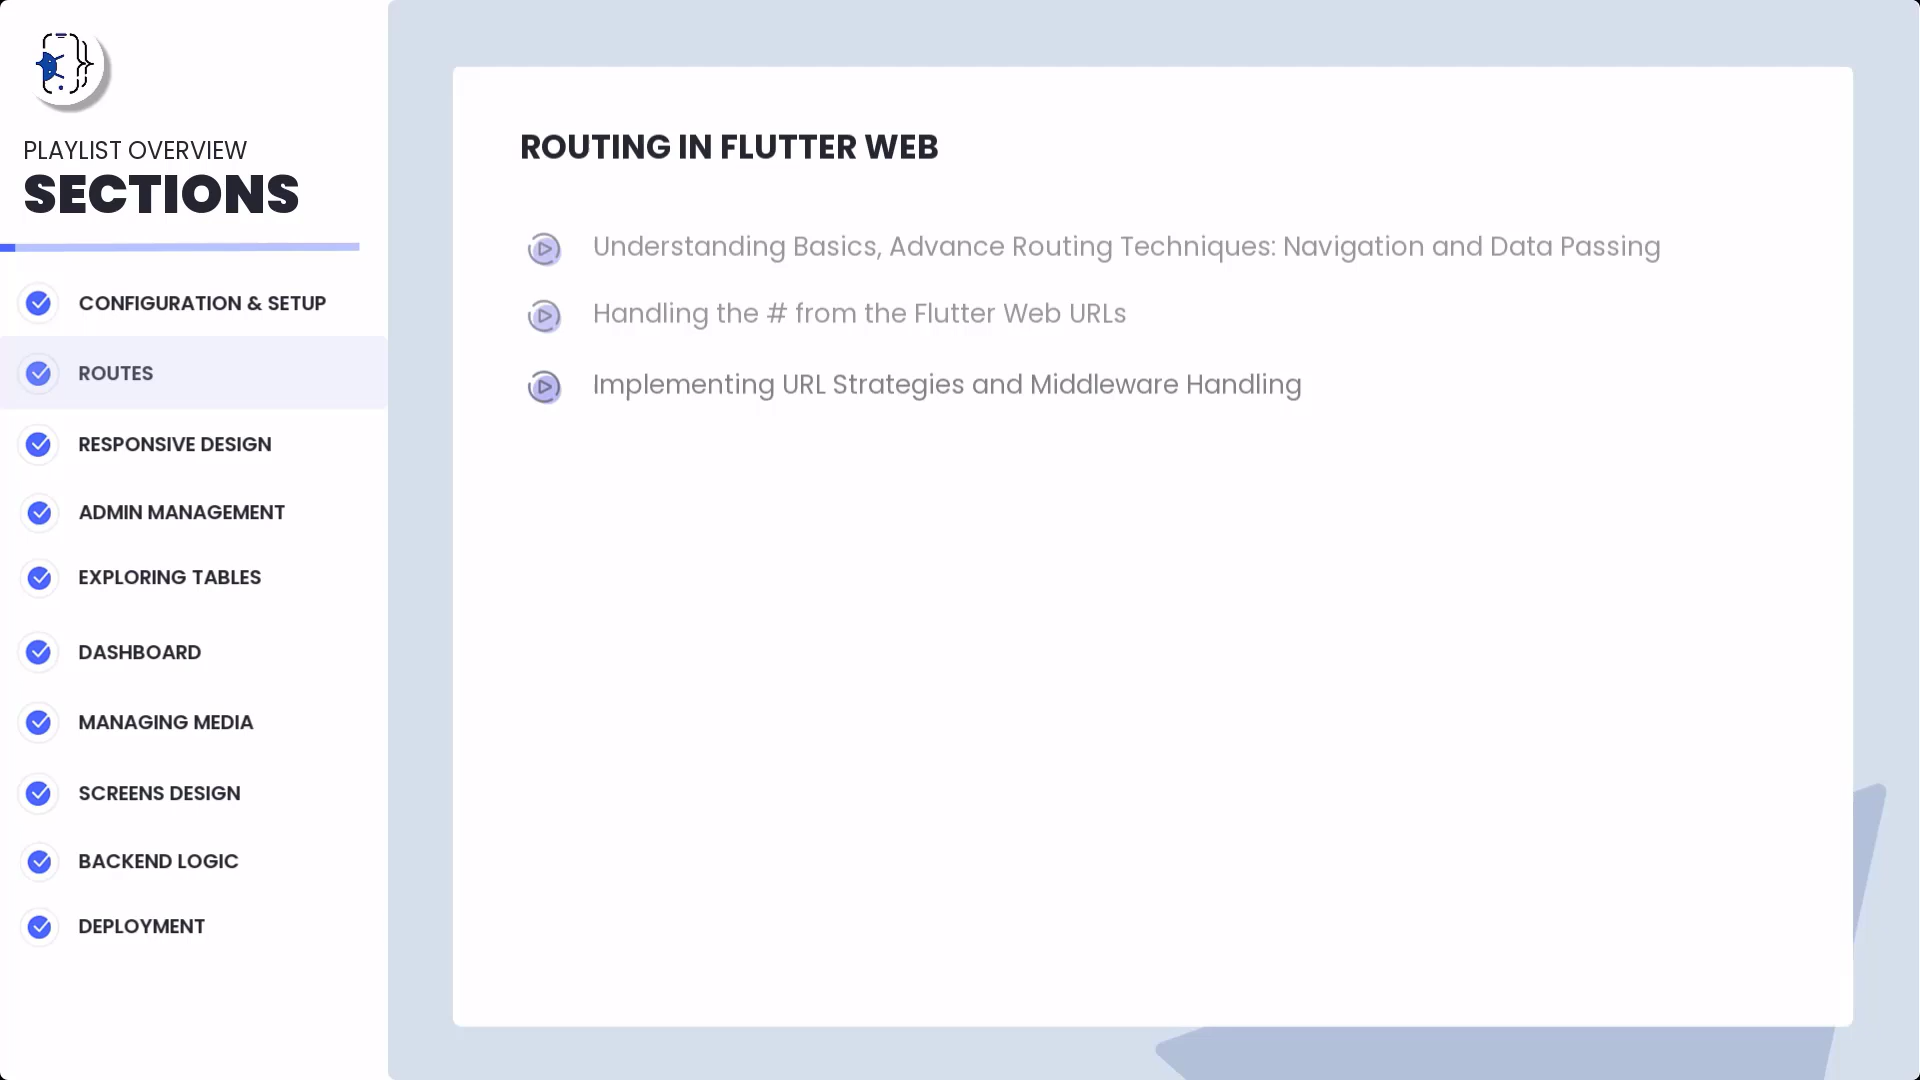 PLAYLIST OVERVIEW
SECTIONS
CONFIGURATION & SETUP
ROUTES
RESPONSIVE DESIGN
ADMIN MANAGEMENT
EXPLORING TABLES
DASHBOARD
MANAGING MEDIA
SCREENS DESIGN
BACKEND LOGIC
DEPLOYMENT
ROUTING IN FLUTTER WEB
Understanding Basics, Advance Routing Techniques: Navigation and Data Passing
Handling the # from the Flutter Web URLs
Implementing URL Strategies and Middleware Handling